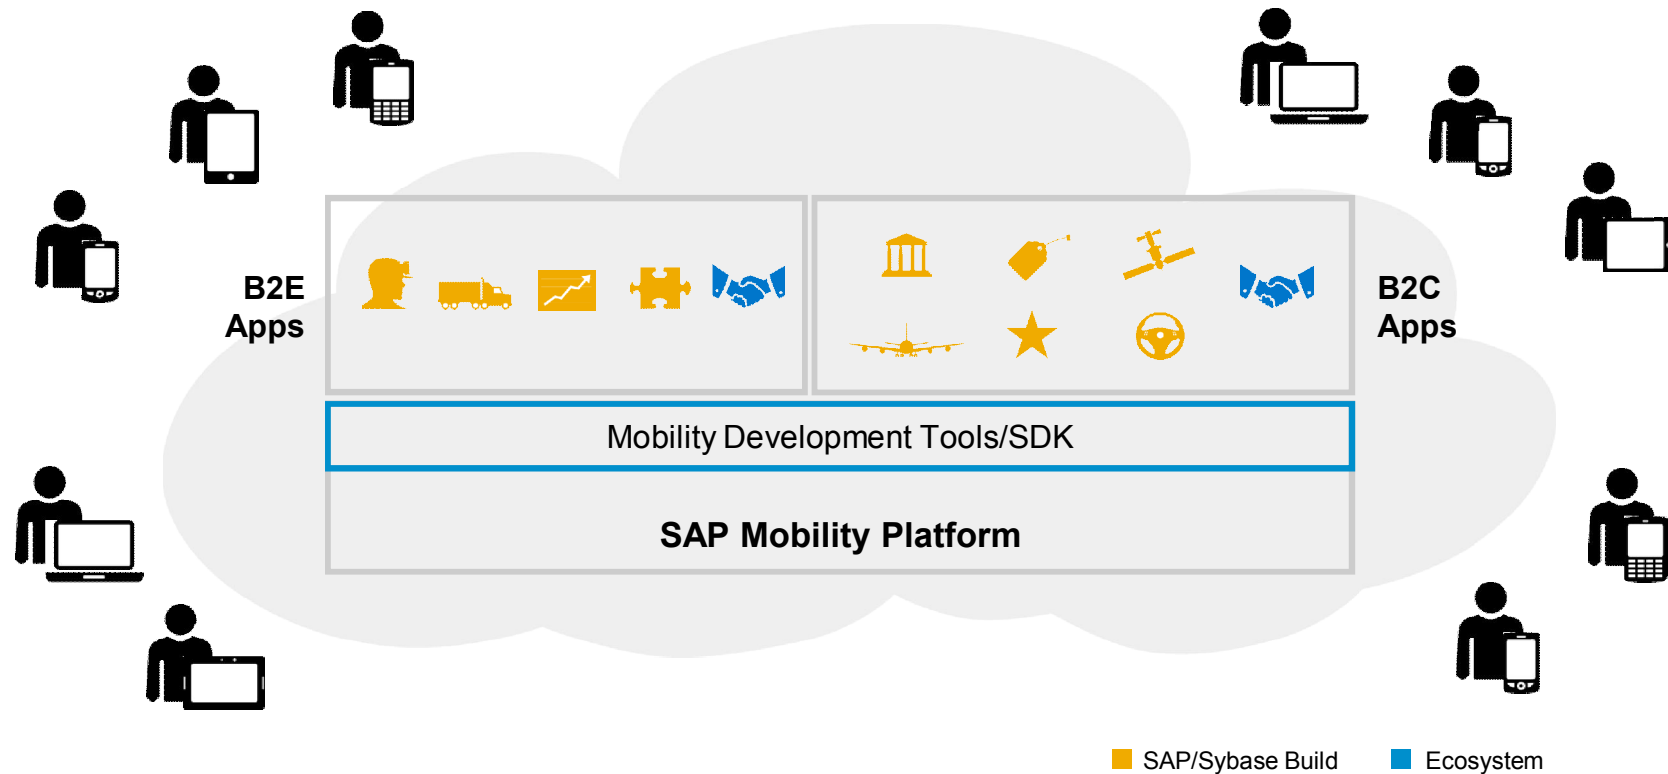 B2E
Apps
B2C
Apps
Mobility Development Tools/SDK
SAP Mobility Platform
SAP/Sybase Build
Ecosystem